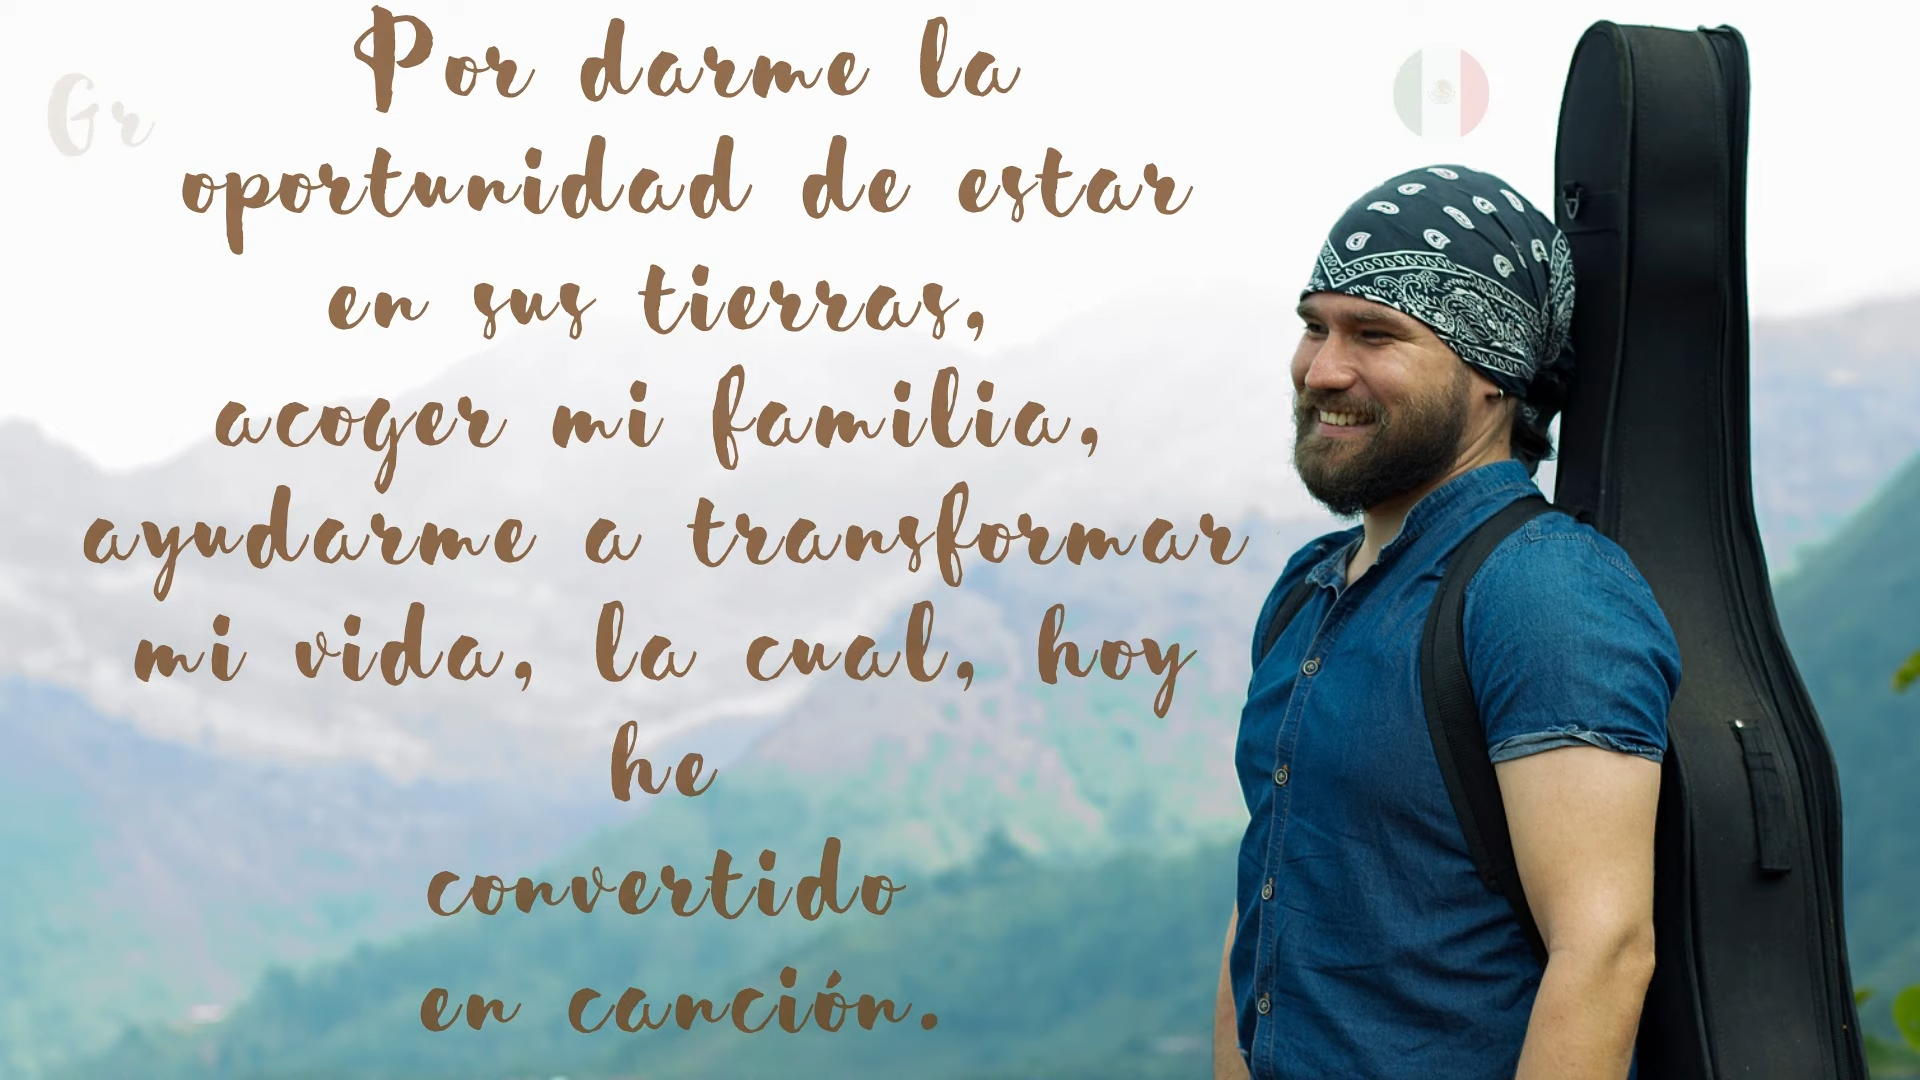 Por darme la
Gr
oportunidad de estar
en sus tierras,
acoger mi familia,
ayudarme a transformar
mi vida, la cual, hoy
he
convertido
en canción.